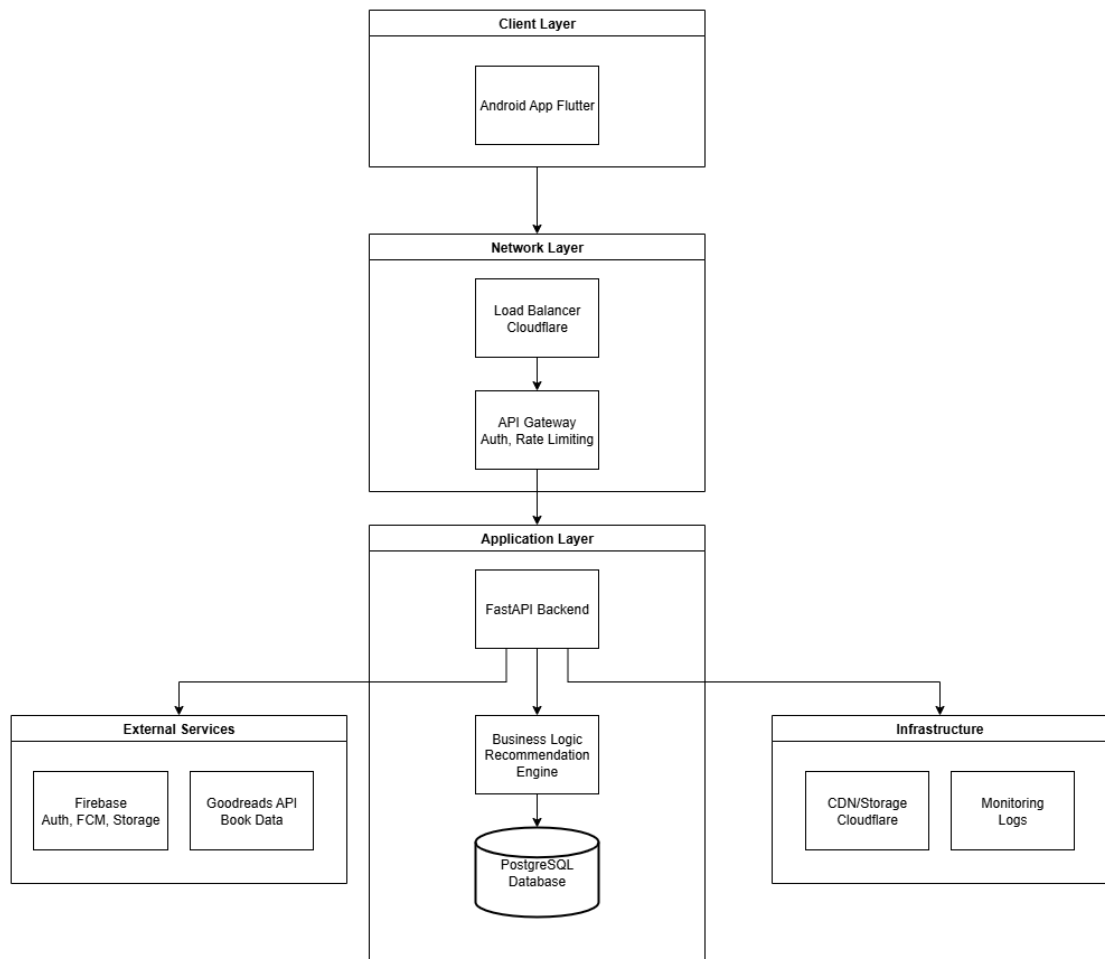 Client Layer
Android App Flutter
Network Layer
Load Balancer
Cloudflare
API Gateway
Auth, Rate Limiting
Application Layer
FastAPI Backend
External Services
Firebase
Auth, FCM, Storage
Goodreads API
Book Data
Business Logic
Recommendation
Engine
PostgreSQL
Database
Infrastructure
CDN/Storage
Cloudflare
Monitoring
Logs